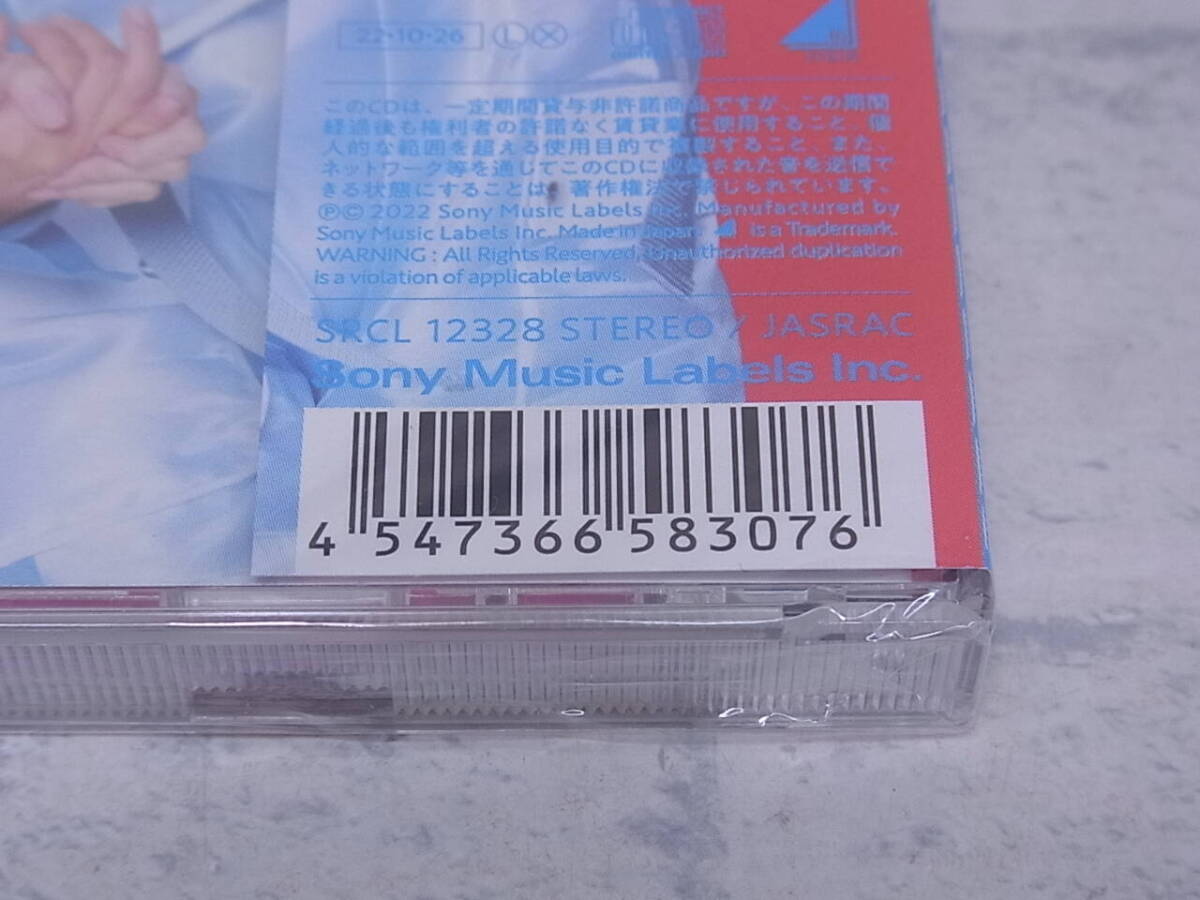 22・10・26 Ⓛ Ⓧ
このCDは、一定期間貸与非許諾商品ですが、この期間
経過後も権利者の許諾なく賃貸業に使用すること、個
人的な範囲を超える使用目的で複製すること、また、
ネットワーク等を通じてこのCDに収録された音を送信で
きる状態にすることは、著作権法で禁じられています。
ⓅⒸ 2022 Sony Music Labels Inc. Manufactured by
Sony Music Labels Inc. Made in Japan. is a Trademark.
WARNING : All Rights Reserved. Unauthorized duplication
is a violation of applicable laws.
SRCL 12328 STEREO / JASRAC
Sony Music Labels Inc.
4 547366 583076